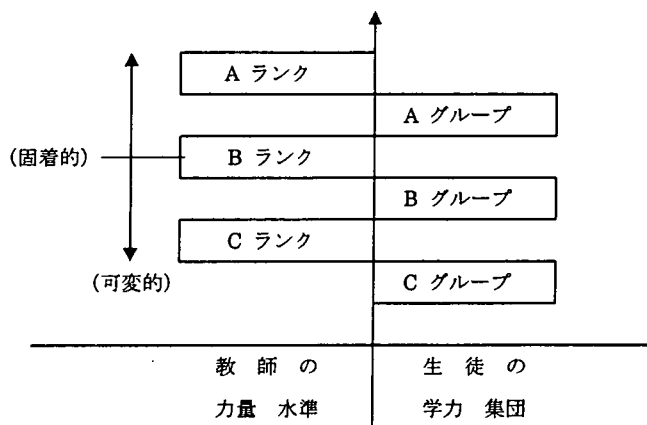 A ランク
A グループ
(固着的)
B ランク
B グループ
C ランク
(可変的)
C グループ
教 師 の
力量 水準
生 徒 の
学力 集団